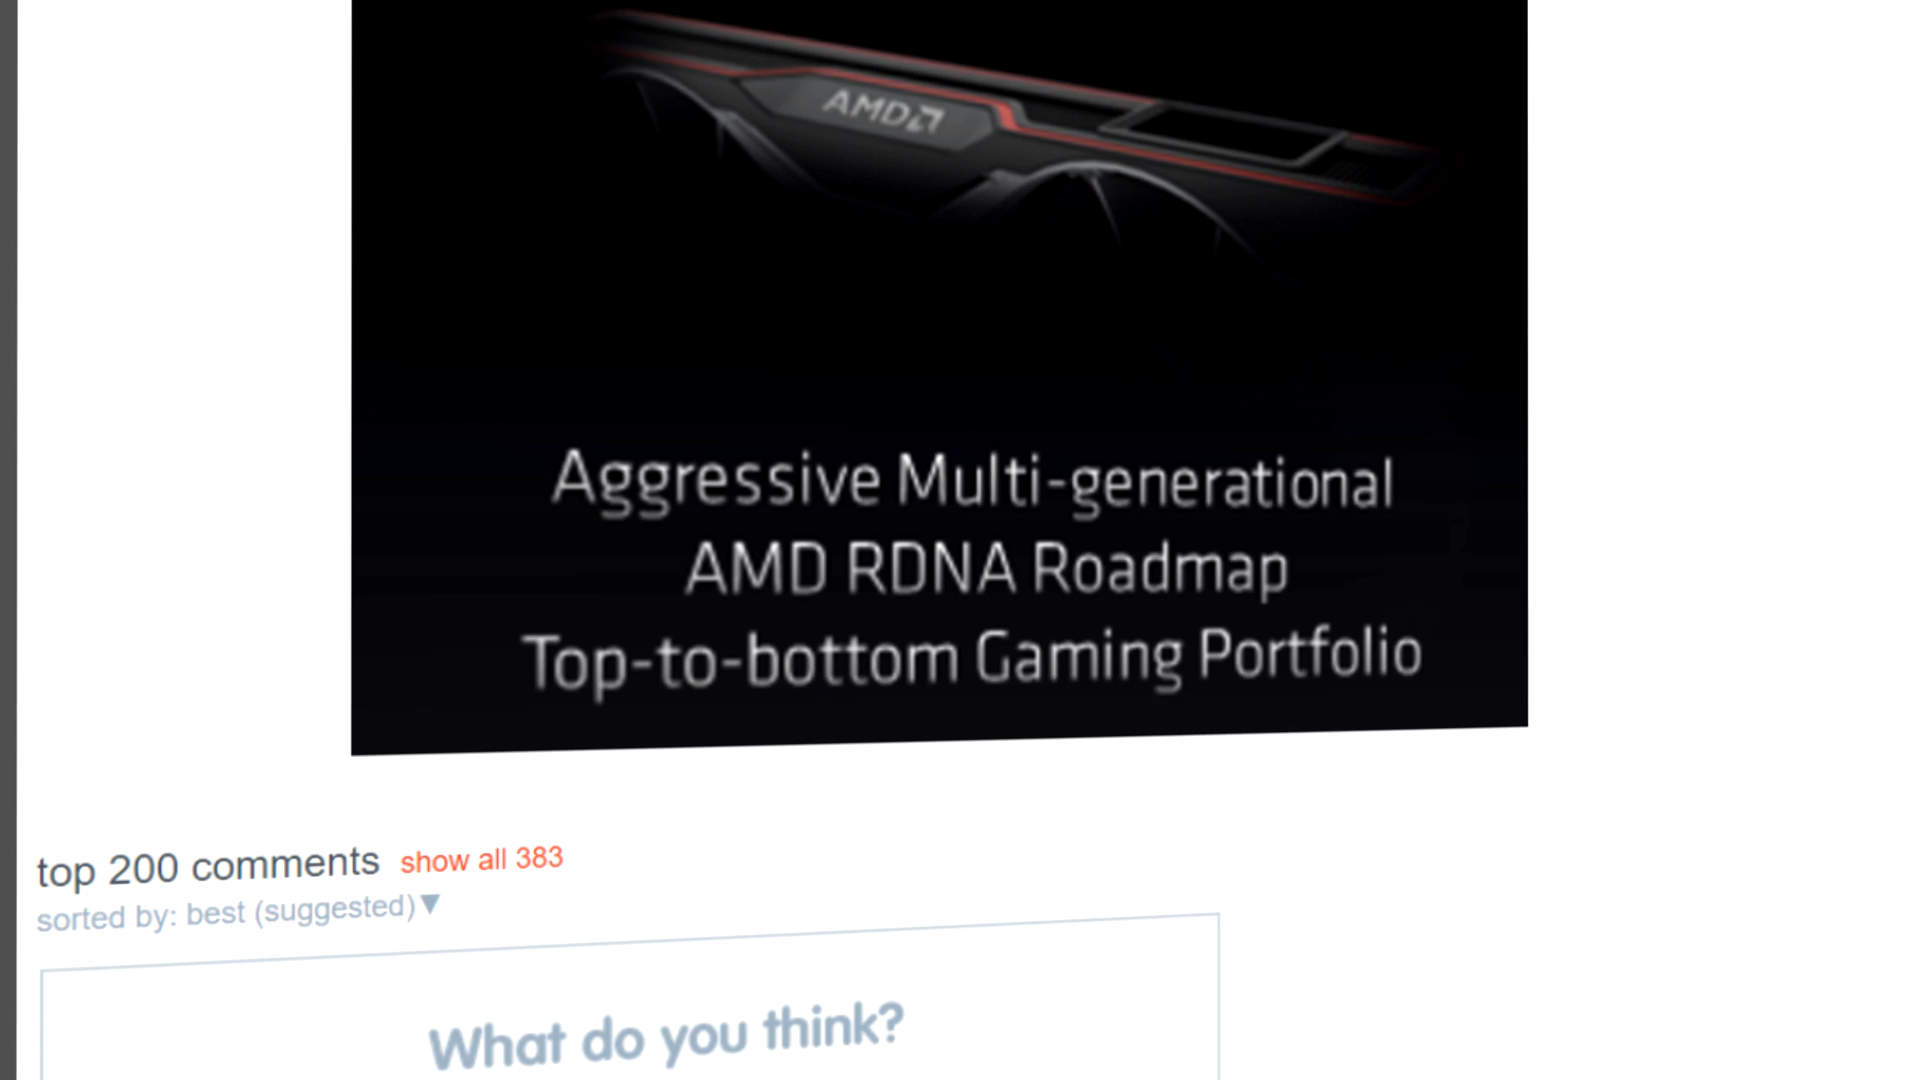 AMD
Aggressive Multi-generational
AMD RDNA Roadmap
Top-to-bottom Gaming Portfolio
top 200 comments show all 383
sorted by: best (suggested)▼
What do you think?